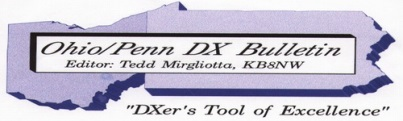 Ohio/Penn DX Bulletin
Editor: Tedd Mirgliotta, KB8NW
"DXer's Tool of Excellence"